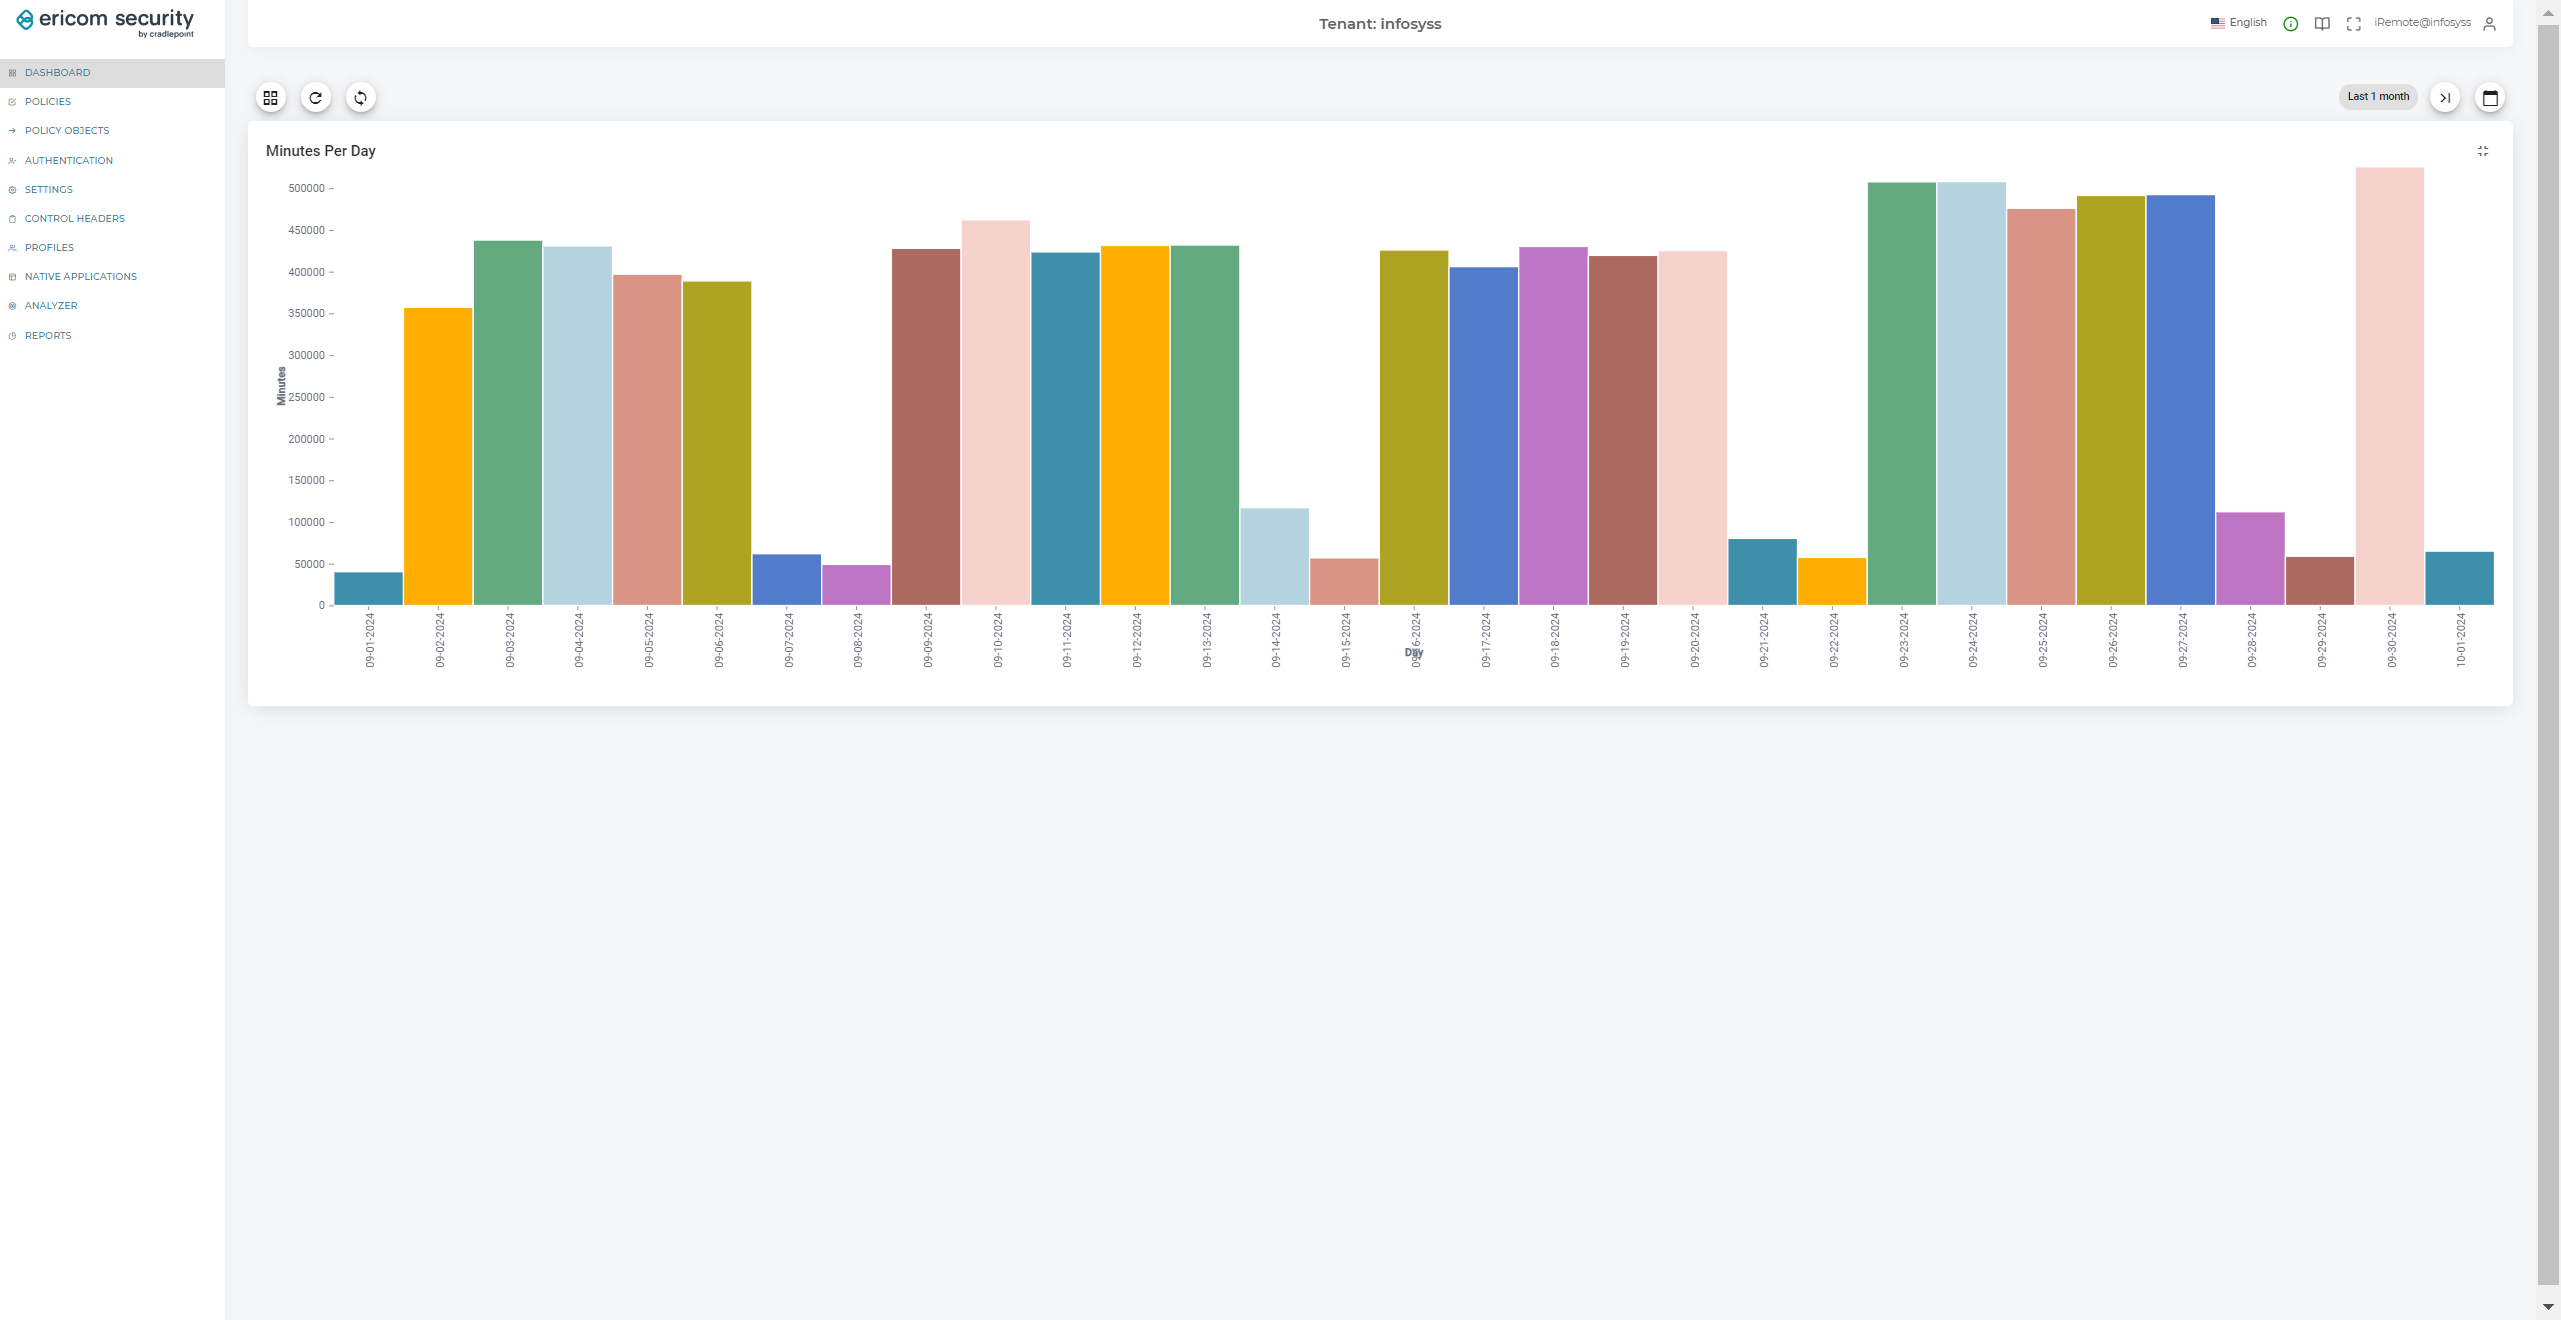 ericom security
by cradlepoint
Tenant: infosyss
English
iRemote@infosyss
DASHBOARD
POLICIES
POLICY OBJECTS
AUTHENTICATION
SETTINGS
CONTROL HEADERS
PROFILES
NATIVE APPLICATIONS
ANALYZER
REPORTS
Last 1 month
Minutes Per Day
Minutes
500000
450000
400000
350000
300000
250000
200000
150000
100000
50000
0
09-01-2024
09-02-2024
09-03-2024
09-04-2024
09-05-2024
09-06-2024
09-07-2024
09-08-2024
09-09-2024
09-10-2024
09-11-2024
09-12-2024
09-13-2024
09-14-2024
09-15-2024
09-16-2024
09-17-2024
09-18-2024
09-19-2024
09-20-2024
09-21-2024
09-22-2024
09-23-2024
09-24-2024
09-25-2024
09-26-2024
09-27-2024
09-28-2024
09-29-2024
09-30-2024
10-01-2024
Day